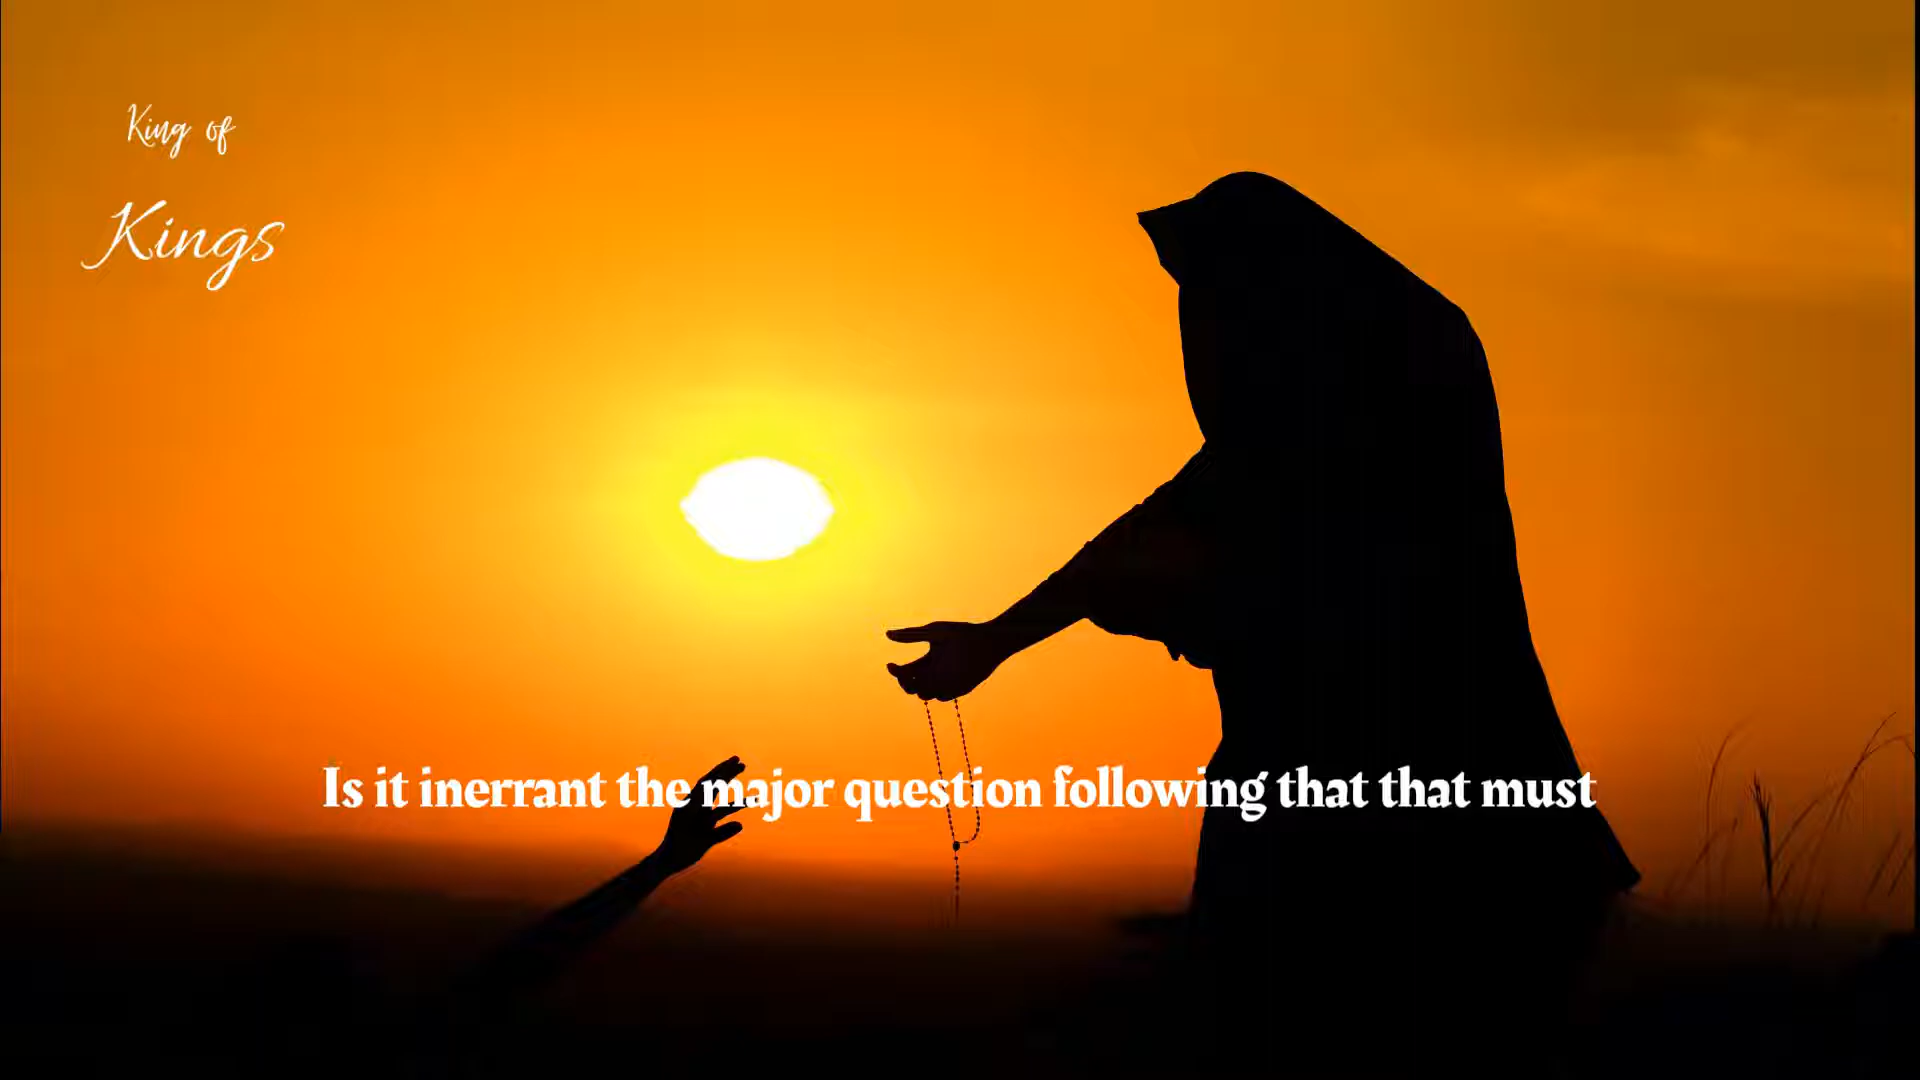 King of
Kings
Is it inerrant the major question following that that must